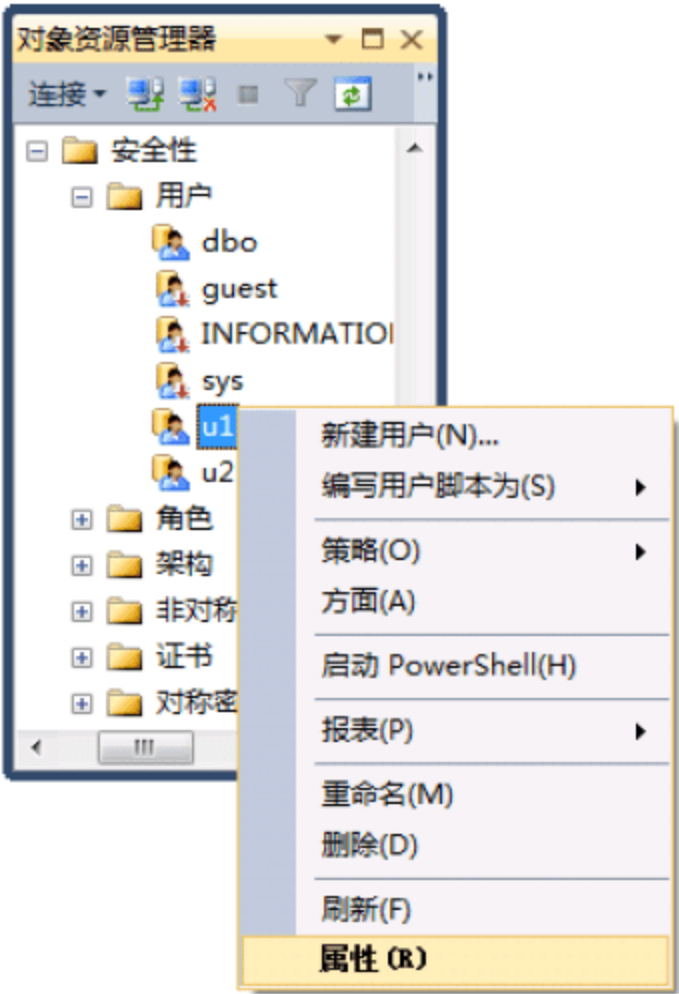 对象资源管理器
连接
安全性
用户
dbo
guest
INFORMATIO
sys
u1
u2
角色
架构
非对称
证书
对称密
新建用户(N)...
编写用户脚本为(S)
策略(O)
方面(A)
启动 PowerShell(H)
报表(P)
重命名(M)
删除(D)
刷新(F)
属性(R)